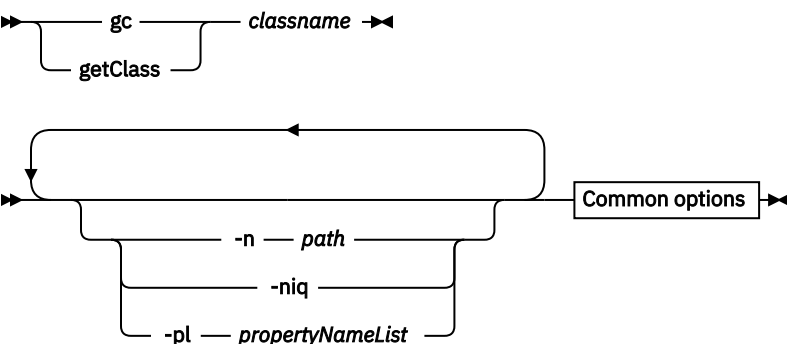 gc classname
getClass
Common options
-n path
-niq
-pl propertyNameList